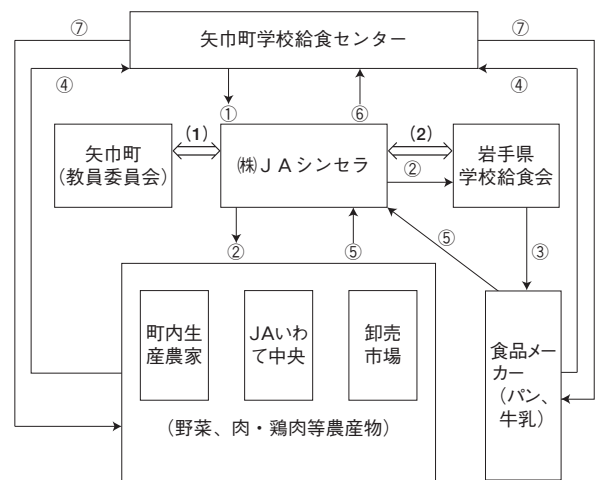 ⑦
矢巾町学校給食センター
⑦
④
④
①
⑥
(1)
(2)
矢巾町
(教員委員会)
㈱ＪＡシンセラ
②
岩手県
学校給食会
②
⑤
⑤
③
町内生
産農家
JAいわ
て中央
卸売
市場
食品メー
カー
(パン、
牛乳)
(野菜、肉・鶏肉等農産物)